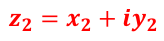 z₂ = x₂ + iy₂